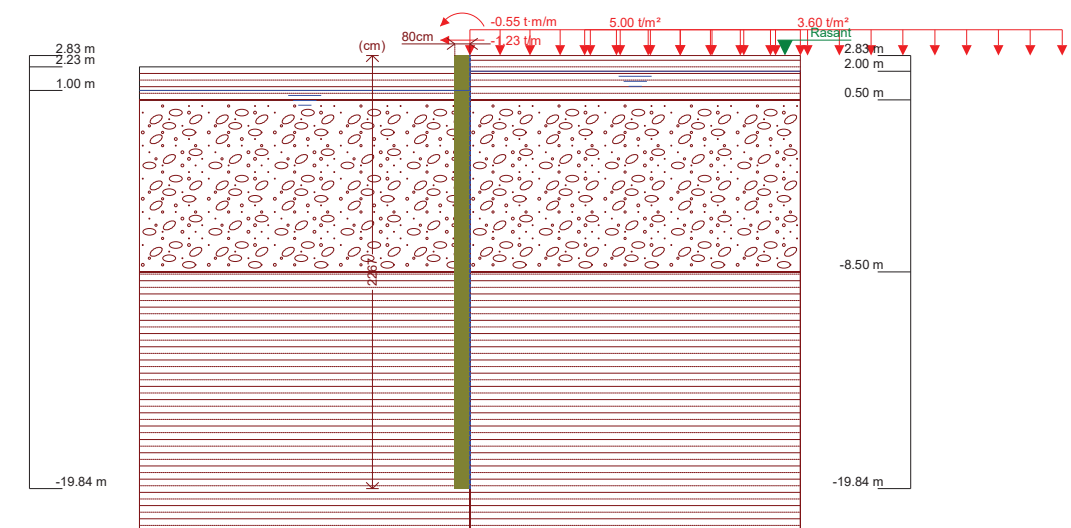 -0.55 t·m/m
5.00 t/m²
3.60 t/m²
80cm
-1.23 t/m
Rasant
(cm)
2.83 m
2.83 m
2.23 m
2.00 m
1.00 m
0.50 m
2267
-8.50 m
-19.84 m
-19.84 m